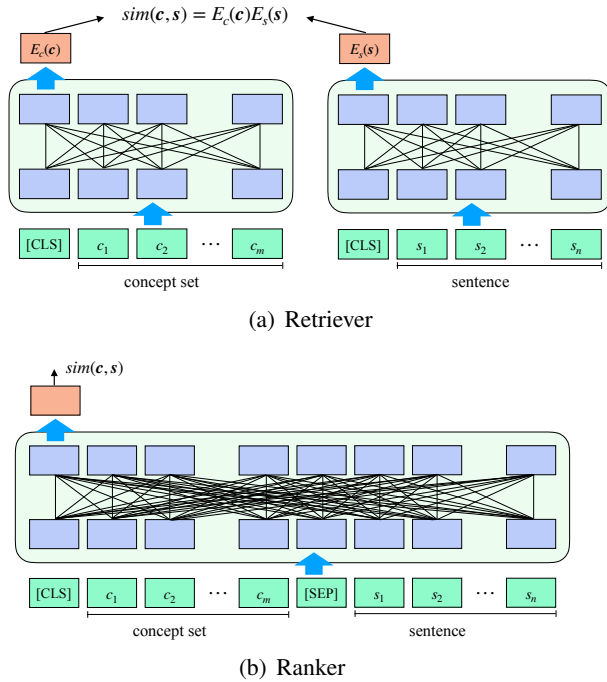 sim(c, s) = E_c(c)E_s(s)
E_c(c) E_s(s)
[CLS] c_1 c_2 ⋯ c_m [CLS] s_1 s_2 ⋯ s_n
concept set sentence
(a) Retriever
sim(c, s)
[CLS] c_1 c_2 ⋯ c_m [SEP] s_1 s_2 ⋯ s_n
concept set sentence
(b) Ranker